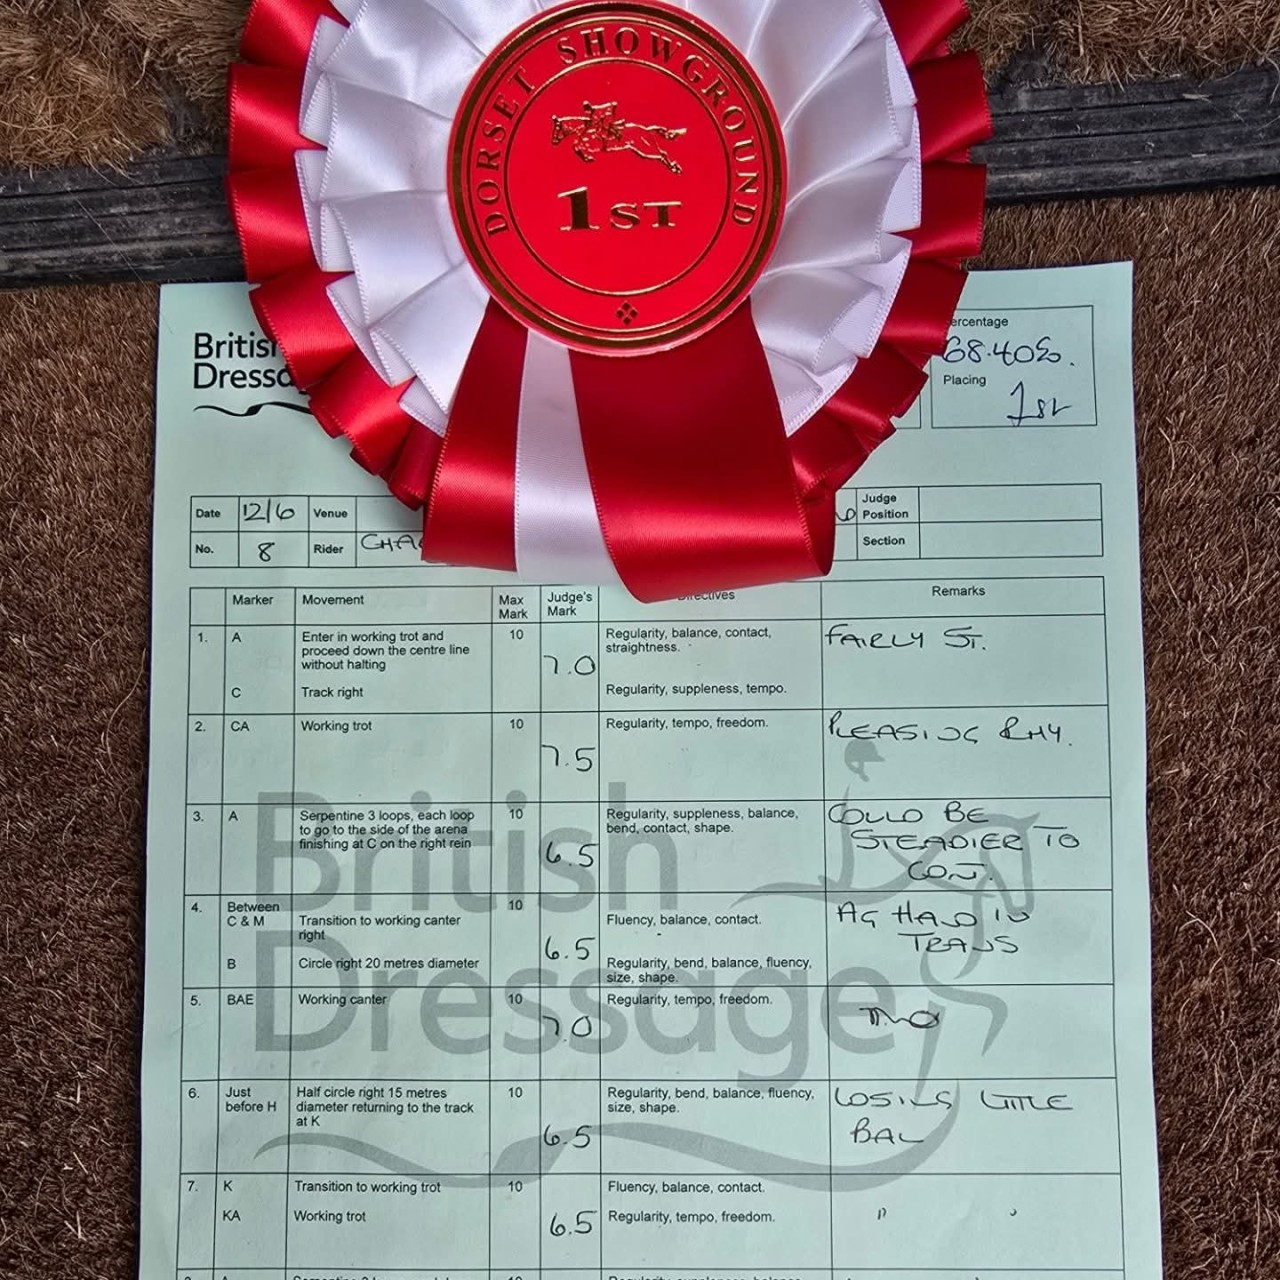 DORSET SHOWGROUND
1ST
British
Dressa
ercentage
68.40%.
Placing
1st
Date 12/6 Venue Judge Position
No. 8 Rider CHA Section
Marker Movement Max Mark Judge's Mark Directives Remarks
1. A Enter in working trot and 10 Regularity, balance, contact, FAIRLY ST.
proceed down the centre line straightness.
without halting 7.0
C Track right Regularity, suppleness, tempo.
2. CA Working trot 10 Regularity, tempo, freedom. PLEASING RHY.
7.5
3. A Serpentine 3 loops, each loop 10 Regularity, suppleness, balance, COULD BE
to go to the side of the arena bend, contact, shape. STEADIER TO
finishing at C on the right rein 6.5 CONT.
4. Between 10 AG HAND IN
C & M Transition to working canter Fluency, balance, contact. TRANS
right 6.5
B Circle right 20 metres diameter Regularity, bend, balance, fluency,
size, shape.
5. BAE Working canter 10 Regularity, tempo, freedom.
7.0
6. Just Half circle right 15 metres 10 Regularity, bend, balance, fluency, LOSING LITTLE
before H diameter returning to the track size, shape. BAL
at K 6.5
7. K Transition to working trot 10 Fluency, balance, contact.
KA Working trot 6.5 Regularity, tempo, freedom. " "
British
Dressage